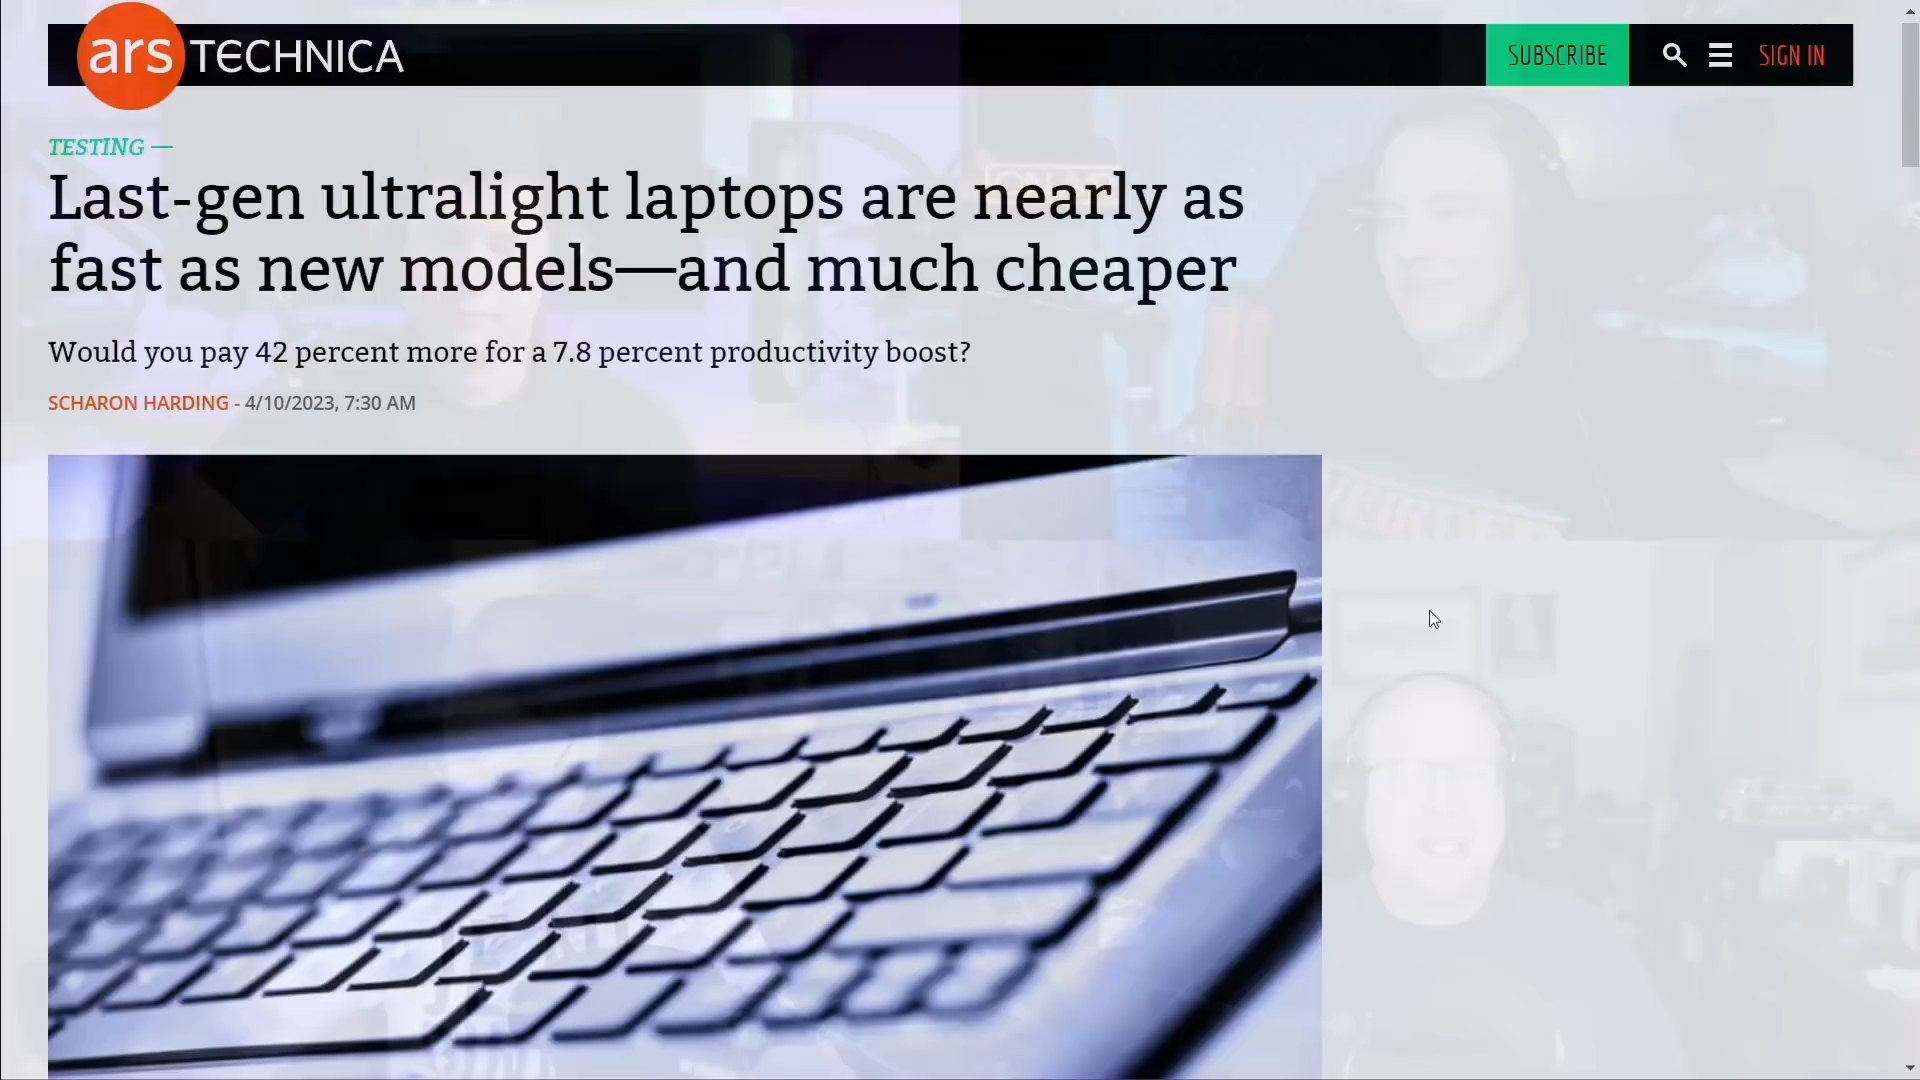 ars TECHNICA
SUBSCRIBE
SIGN IN
TESTING —
Last-gen ultralight laptops are nearly as
fast as new models—and much cheaper
Would you pay 42 percent more for a 7.8 percent productivity boost?
SCHARON HARDING - 4/10/2023, 7:30 AM